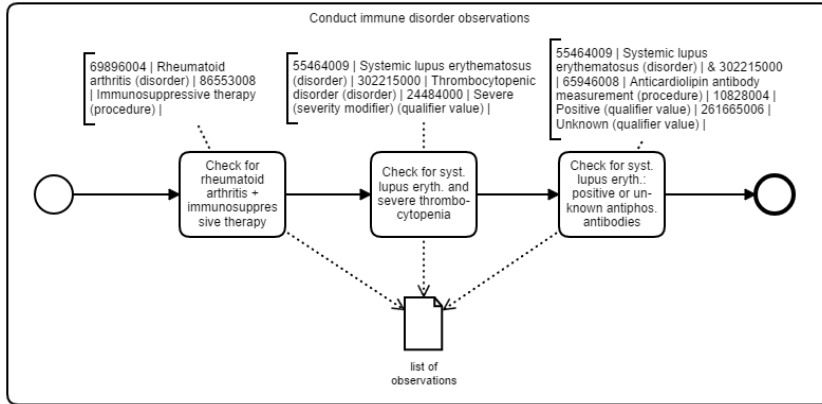 Conduct immune disorder observations
69896004 | Rheumatoid
arthritis (disorder) | 86553008
| Immunosuppressive therapy
(procedure) |
55464009 | Systemic lupus erythematosus
(disorder) | 302215000 | Thrombocytopenic
disorder (disorder) | 24484000 | Severe
(severity modifier) (qualifier value) |
55464009 | Systemic lupus
erythematosus (disorder) | & 302215000
| 65946008 | Anticardiolipin antibody
measurement (procedure) | 10828004 |
Positive (qualifier value) | 261665006 |
Unknown (qualifier value) |
Check for
rheumatoid
arthritis +
immunosuppres
sive therapy
Check for syst.
lupus eryth. and
severe thrombo-
cytopenia
Check for syst.
lupus eryth.:
positive or un-
known antiphos.
antibodies
list of
observations